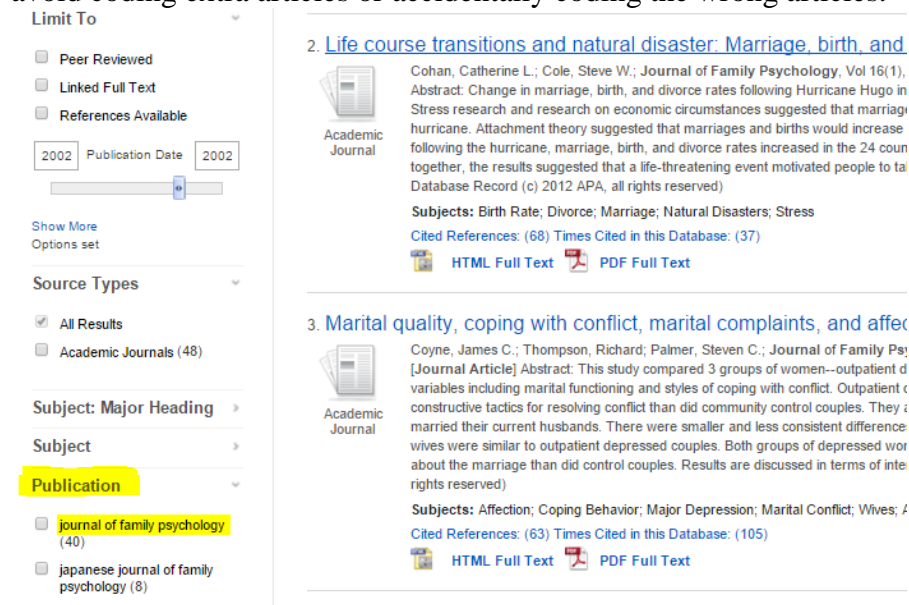 avoid coding extra articles or accidentally coding the wrong articles.
Limit To
Peer Reviewed
Linked Full Text
References Available
2002 Publication Date 2002
Show More
Options set
Source Types
All Results
Academic Journals (48)
Subject: Major Heading
Subject
Publication
journal of family psychology
(40)
japanese journal of family
psychology (8)
2. Life course transitions and natural disaster: Marriage, birth, and
Academic
Journal
Cohan, Catherine L.; Cole, Steve W.; Journal of Family Psychology, Vol 16(1),
Abstract: Change in marriage, birth, and divorce rates following Hurricane Hugo in
Stress research and research on economic circumstances suggested that marriage
hurricane. Attachment theory suggested that marriages and births would increase
following the hurricane, marriage, birth, and divorce rates increased in the 24 coun
together, the results suggested that a life-threatening event motivated people to ta
Database Record (c) 2012 APA, all rights reserved)
Subjects: Birth Rate; Divorce; Marriage; Natural Disasters; Stress
Cited References: (68) Times Cited in this Database: (37)
HTML Full Text PDF Full Text
3. Marital quality, coping with conflict, marital complaints, and affec
Academic
Journal
Coyne, James C.; Thompson, Richard; Palmer, Steven C.; Journal of Family Psy
[Journal Article] Abstract: This study compared 3 groups of women--outpatient d
variables including marital functioning and styles of coping with conflict. Outpatient
constructive tactics for resolving conflict than did community control couples. They a
married their current husbands. There were smaller and less consistent differences
wives were similar to outpatient depressed couples. Both groups of depressed wor
about the marriage than did control couples. Results are discussed in terms of inte
rights reserved)
Subjects: Affection; Coping Behavior; Major Depression; Marital Conflict; Wives; A
Cited References: (63) Times Cited in this Database: (105)
HTML Full Text PDF Full Text